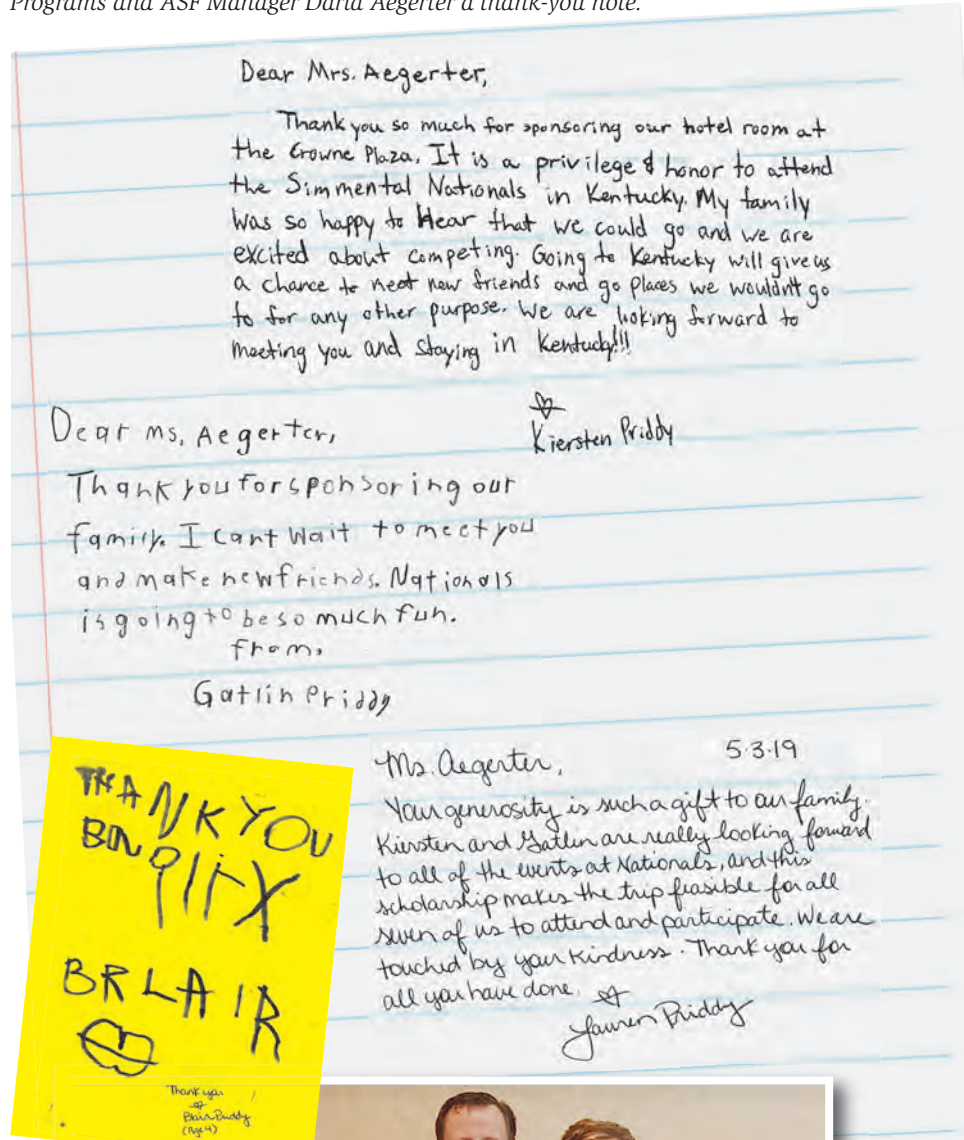 Programs and ASF Manager Darla Aegerter a thank-you note.
Dear Mrs. Aegerter,
Thank you so much for sponsoring our hotel room at
the Crowne Plaza. It is a privilege & honor to attend
the Simmental Nationals in Kentucky. My family
was so happy to Hear that we could go and we are
excited about competing. Going to Kentucky will give us
a chance to meet new friends and go places we wouldn't go
to for any other purpose. We are looking forward to
meeting you and staying in Kentucky!!!
Kiersten Priddy
Dear ms. Aegerter,
Thank you for sponsoring our
family. I cant wait to meet you
and make new friends. Nationals
is going to be so much fun.
from,
Gatlin Priddy
THANK YOU
BRLAIR
Thank you
Blair Priddy
(Age 4)
5.3.19
Ms. Aegerter,
Your generosity is such a gift to our family.
Kiersten and Gatlin are really looking forward
to all of the events at Nationals, and this
scholarship makes the trip feasible for all
seven of us to attend and participate. We are
touched by your kindness. Thank you for
all you have done.
Lauren Priddy